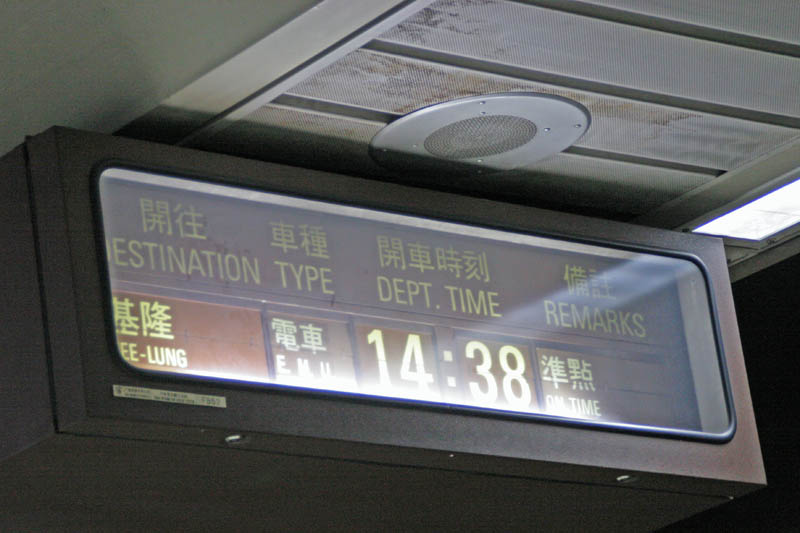 開往 車種 開車時刻 備註
DESTINATION TYPE DEPT. TIME REMARKS
基隆 電車 14:38 準點
EE-LUNG E.M.U. ON TIME